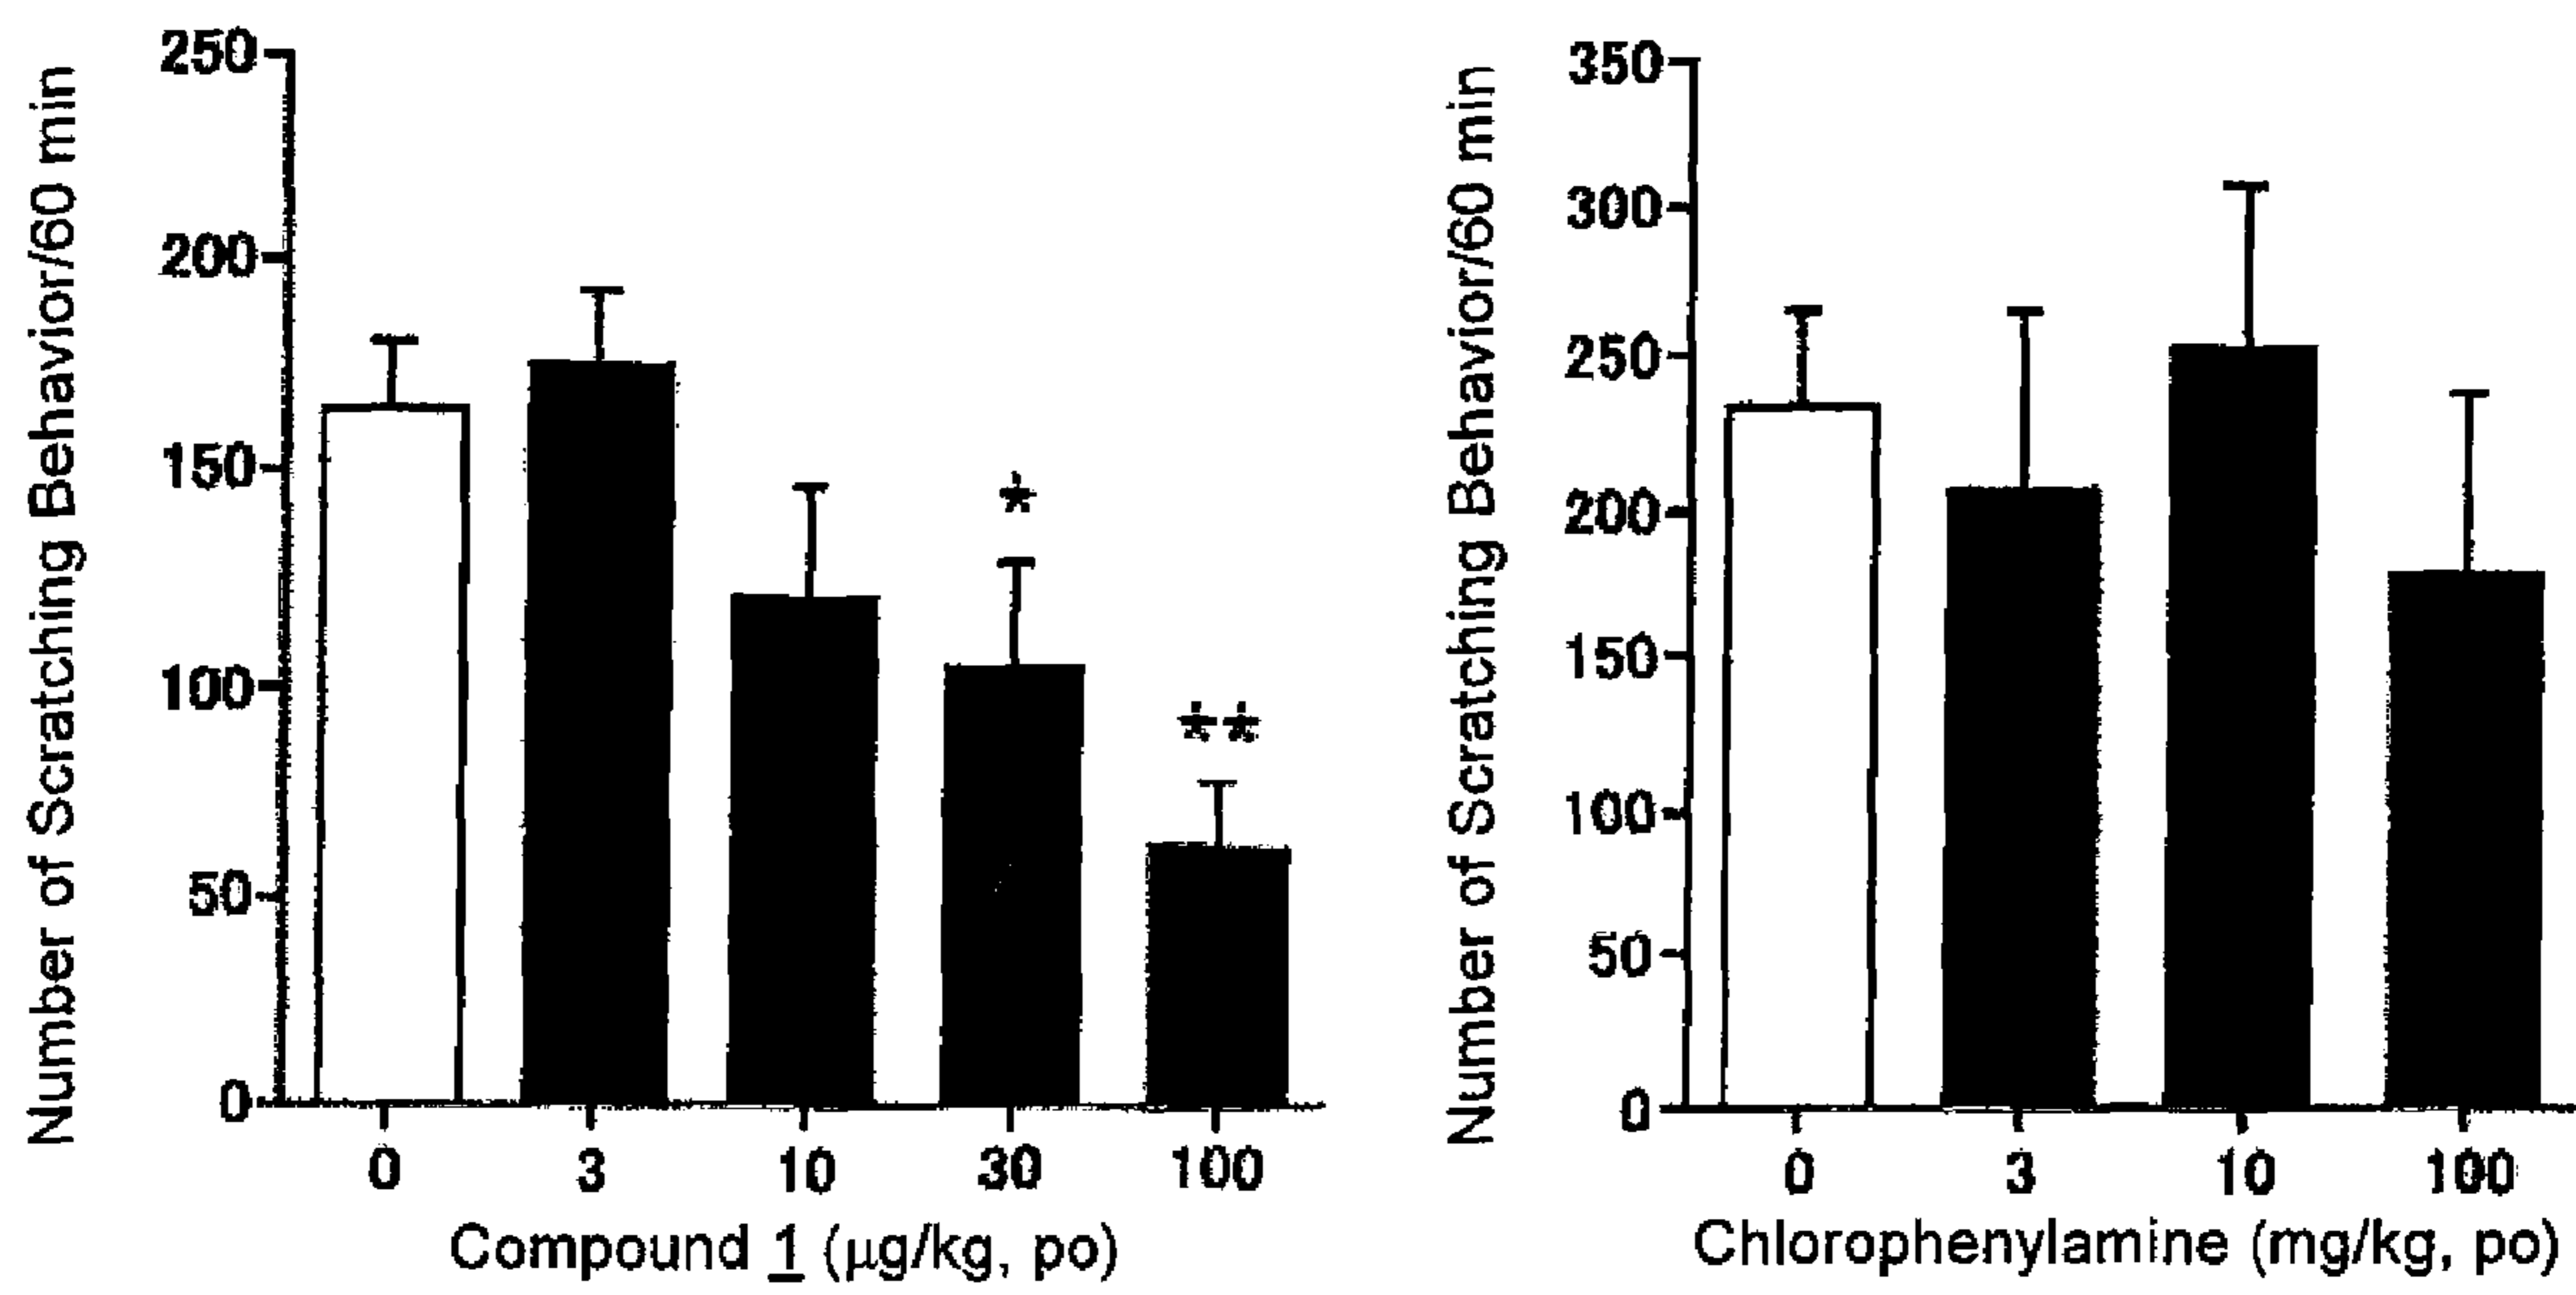 Number of Scratching Behavior/60 min
250
200
150
100
50
0
*
**
0 3 10 30 100
Compound 1 (μg/kg, po)
Number of Scratching Behavior/60 min
350
300
250
200
150
100
50
0
0 3 10 100
Chlorophenylamine (mg/kg, po)